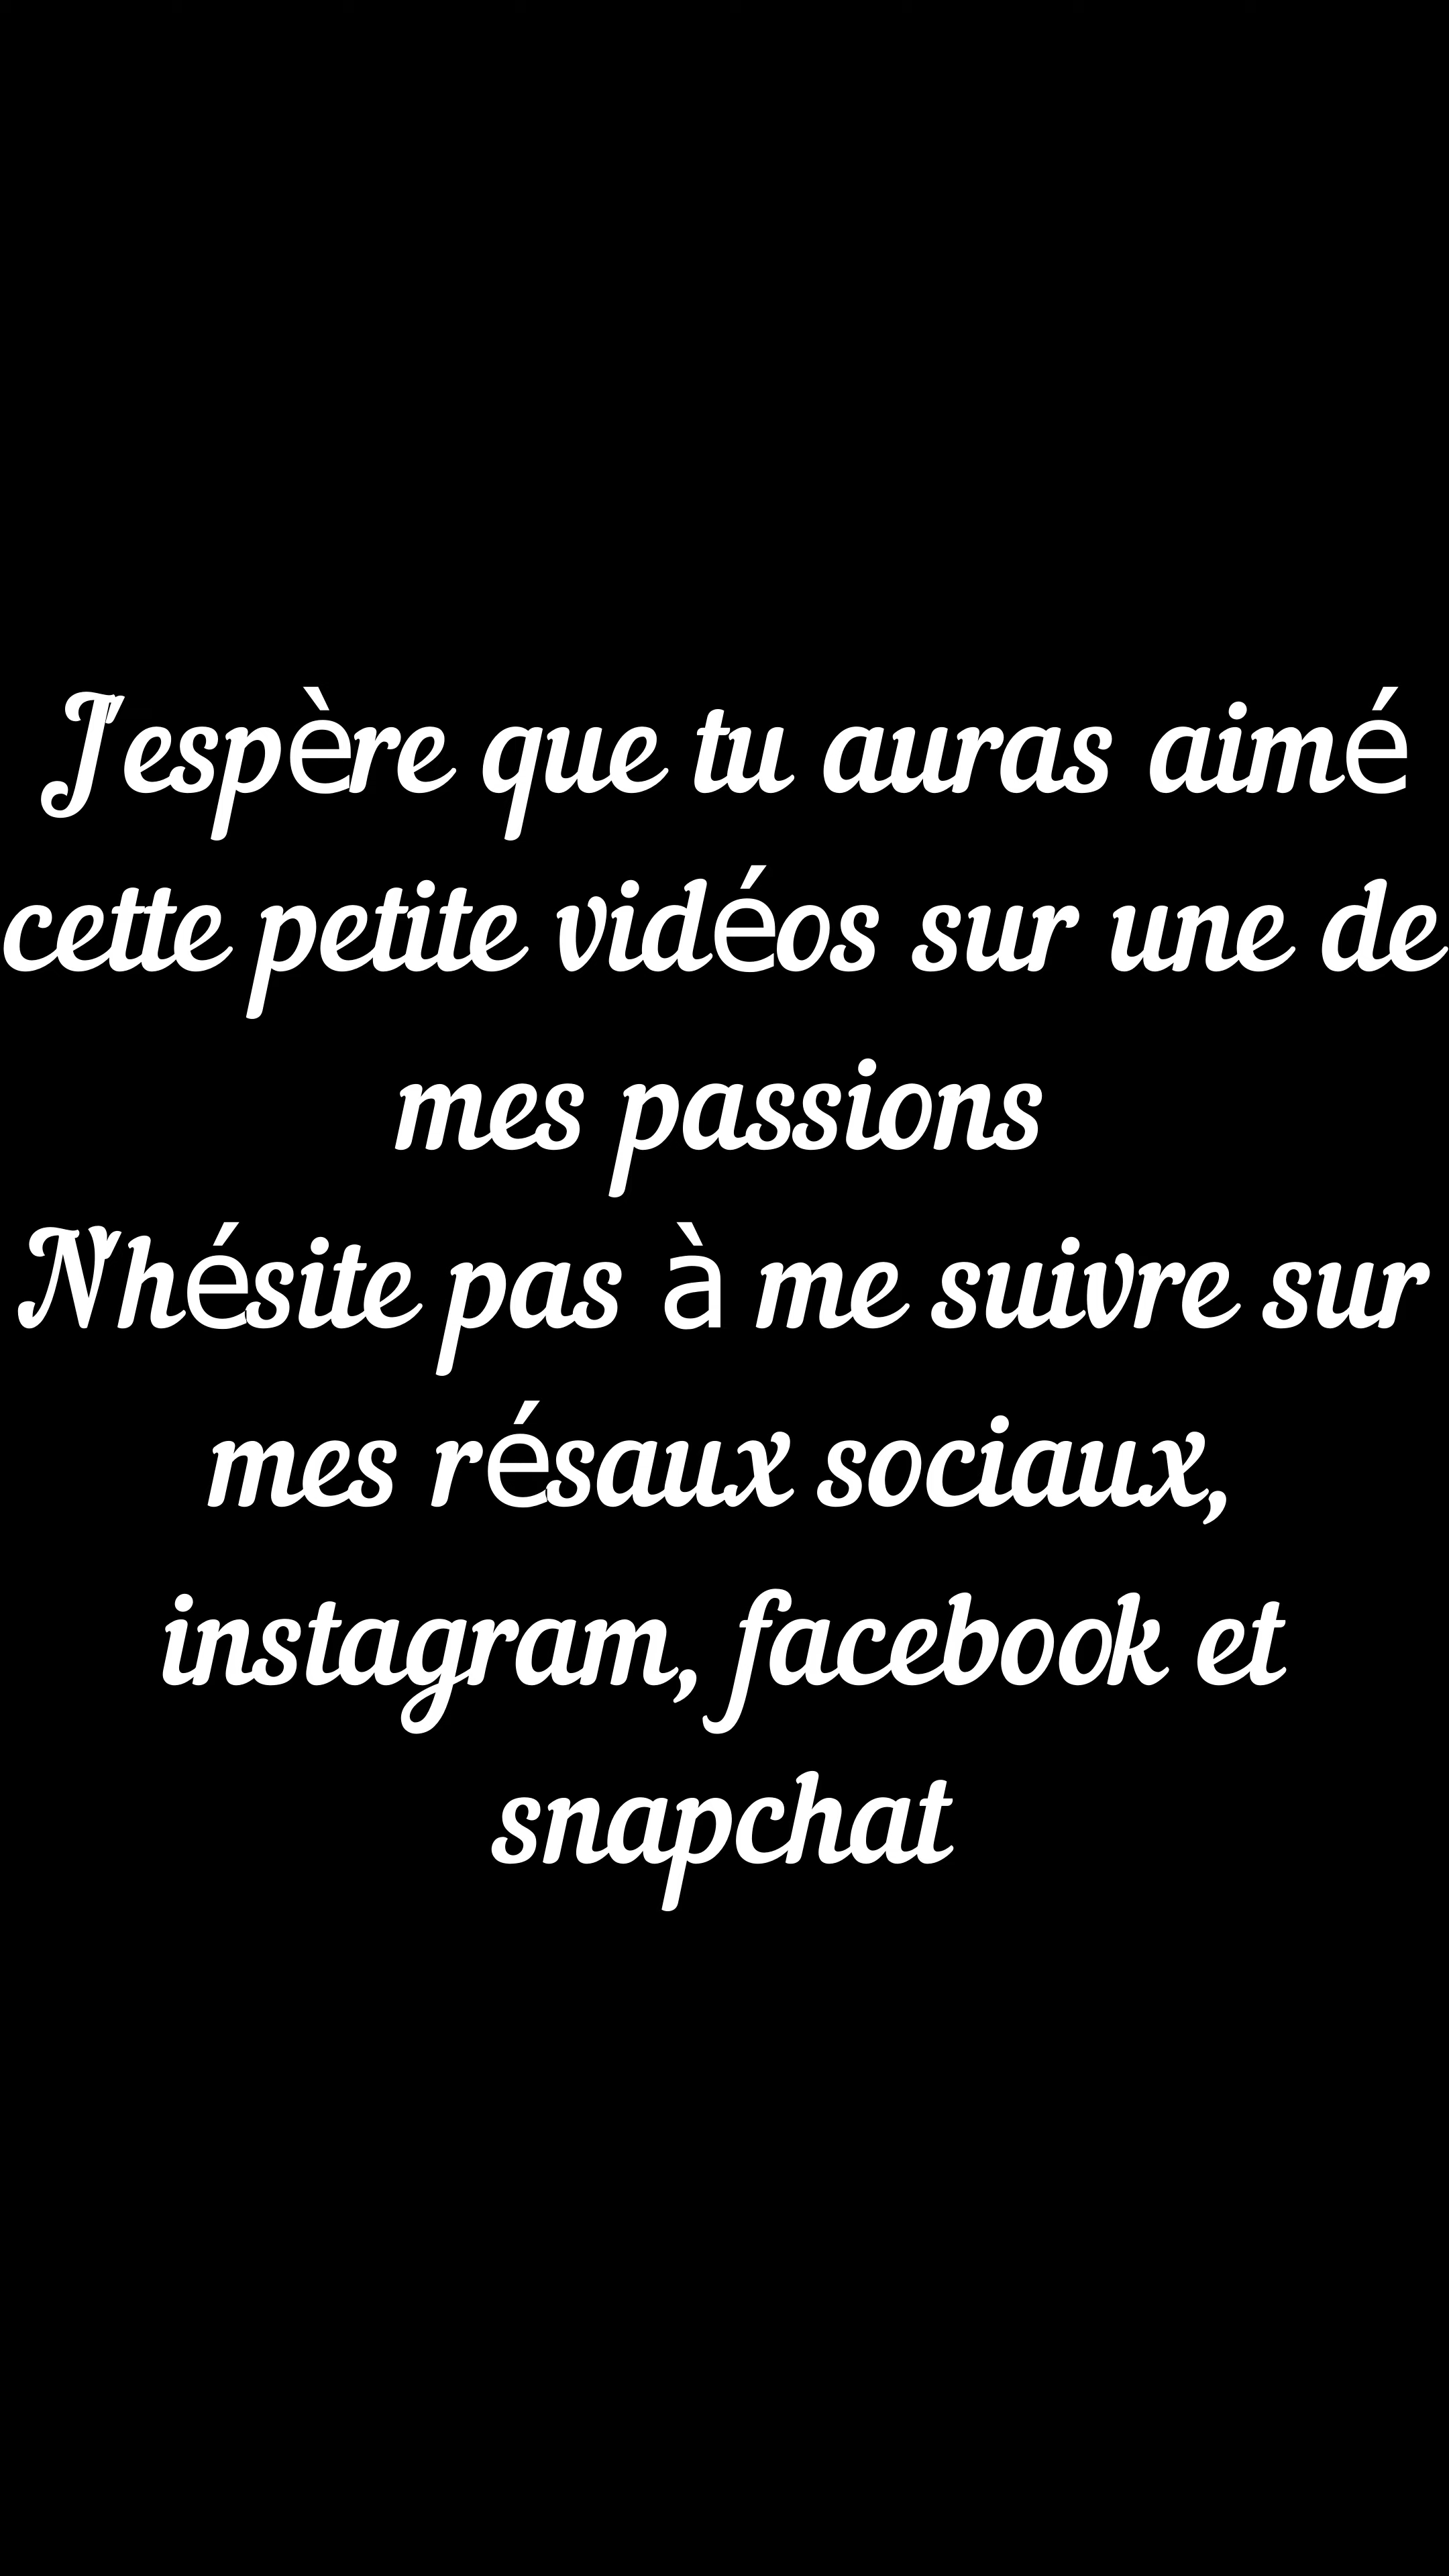 J'espère que tu auras aimé
cette petite vidéos sur une de
mes passions
N'hésite pas à me suivre sur
mes résaux sociaux,
instagram, facebook et
snapchat